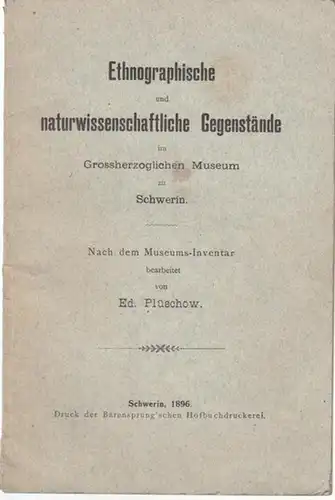 Ethnographische
und
naturwissenschaftliche Gegenstände
im
Grossherzoglichen Museum
zu
Schwerin.
Nach dem Museums-Inventar
bearbeitet
von
Ed. Plüschow.
Schwerin, 1896.
Druck der Bärensprung'schen Hofbuchdruckerei.